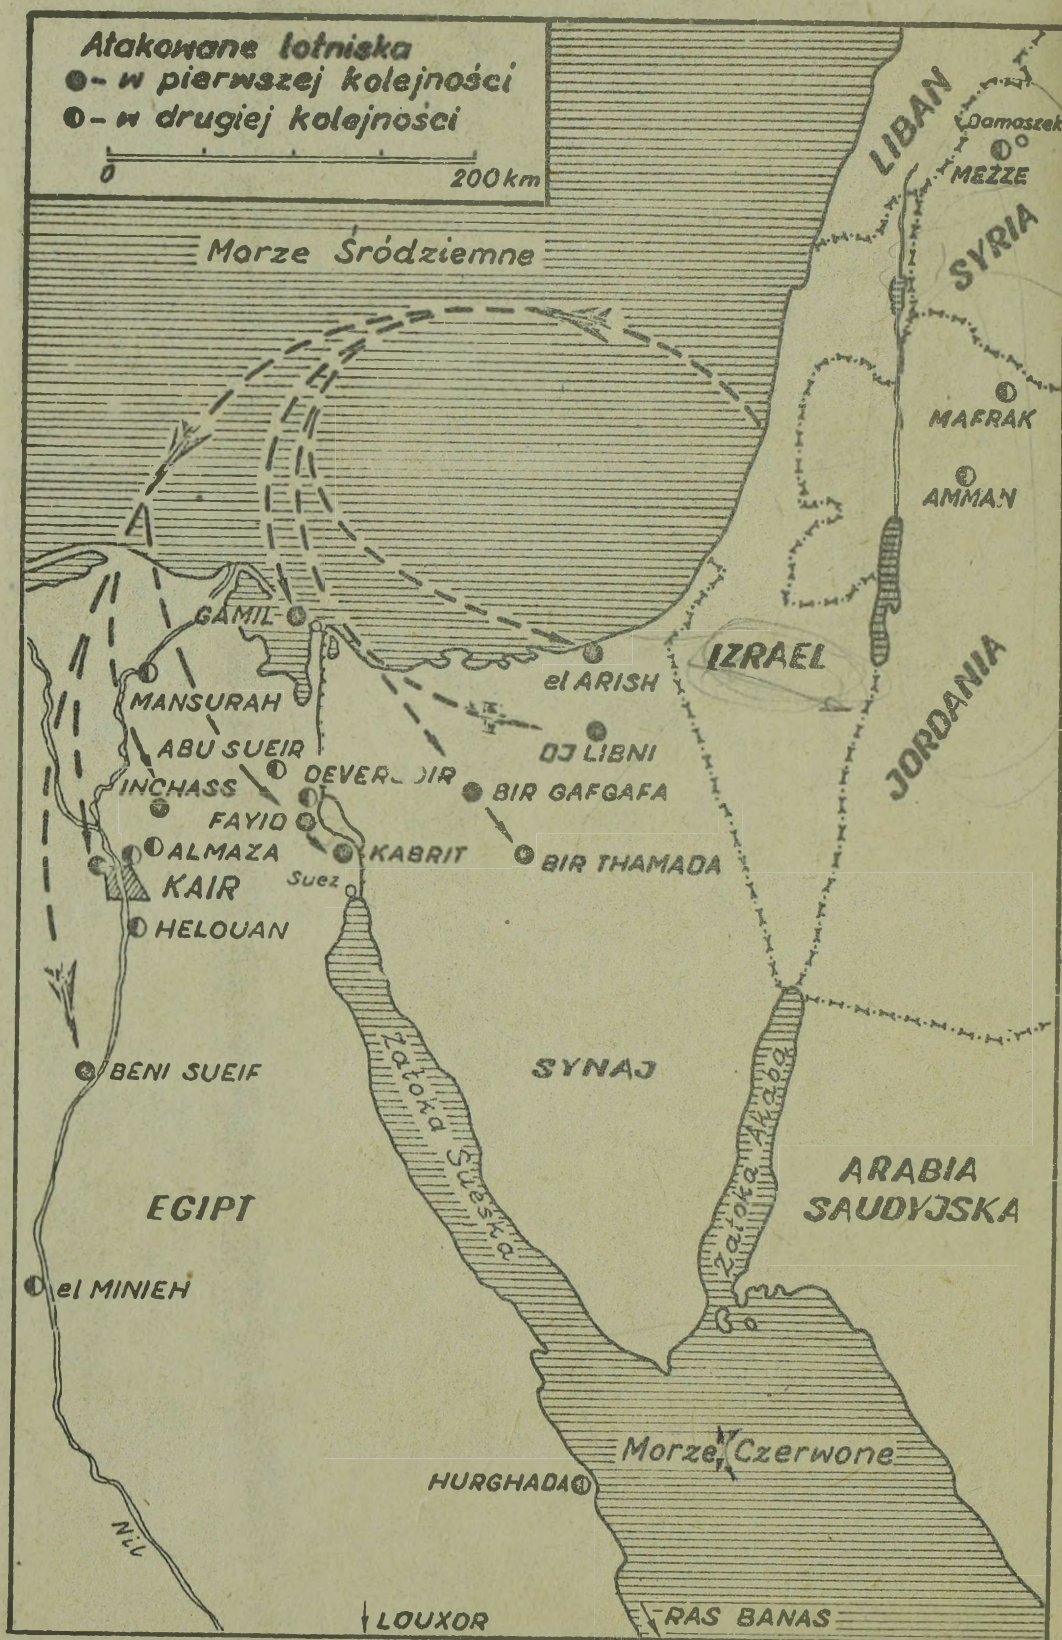 Atakowane lotniska
- w pierwszej kolejności
- w drugiej kolejności
0 200 km
Morze Śródziemne
LIBAN
Damaszek
MEZZE
SYRIA
MAFRAK
AMMAN
GAMIL
IZRAEL
el ARISH
MANSURAH
JORDANIA
ABU SUEIR
DJ LIBNI
INCHASS
BIR GAFGAFA
FAYID
ALMAZA
KABRIT
BIR THAMADA
KAIR
Suez
HELOUAN
BENI SUEIF
SYNAJ
Zatoka Sueska
Zatoka Akaba
ARABIA
SAUDYJSKA
EGIPT
el MINIEH
Morze Czerwone
HURGHADA
Nil
LOUXOR
RAS BANAS